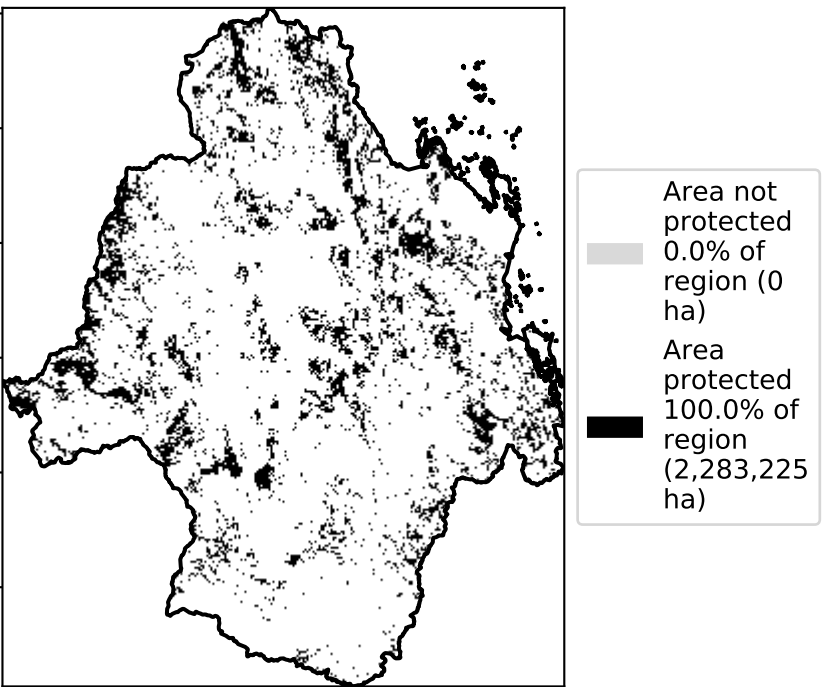 Area not
protected
0.0% of
region (0
ha)
Area
protected
100.0% of
region
(2,283,225
ha)